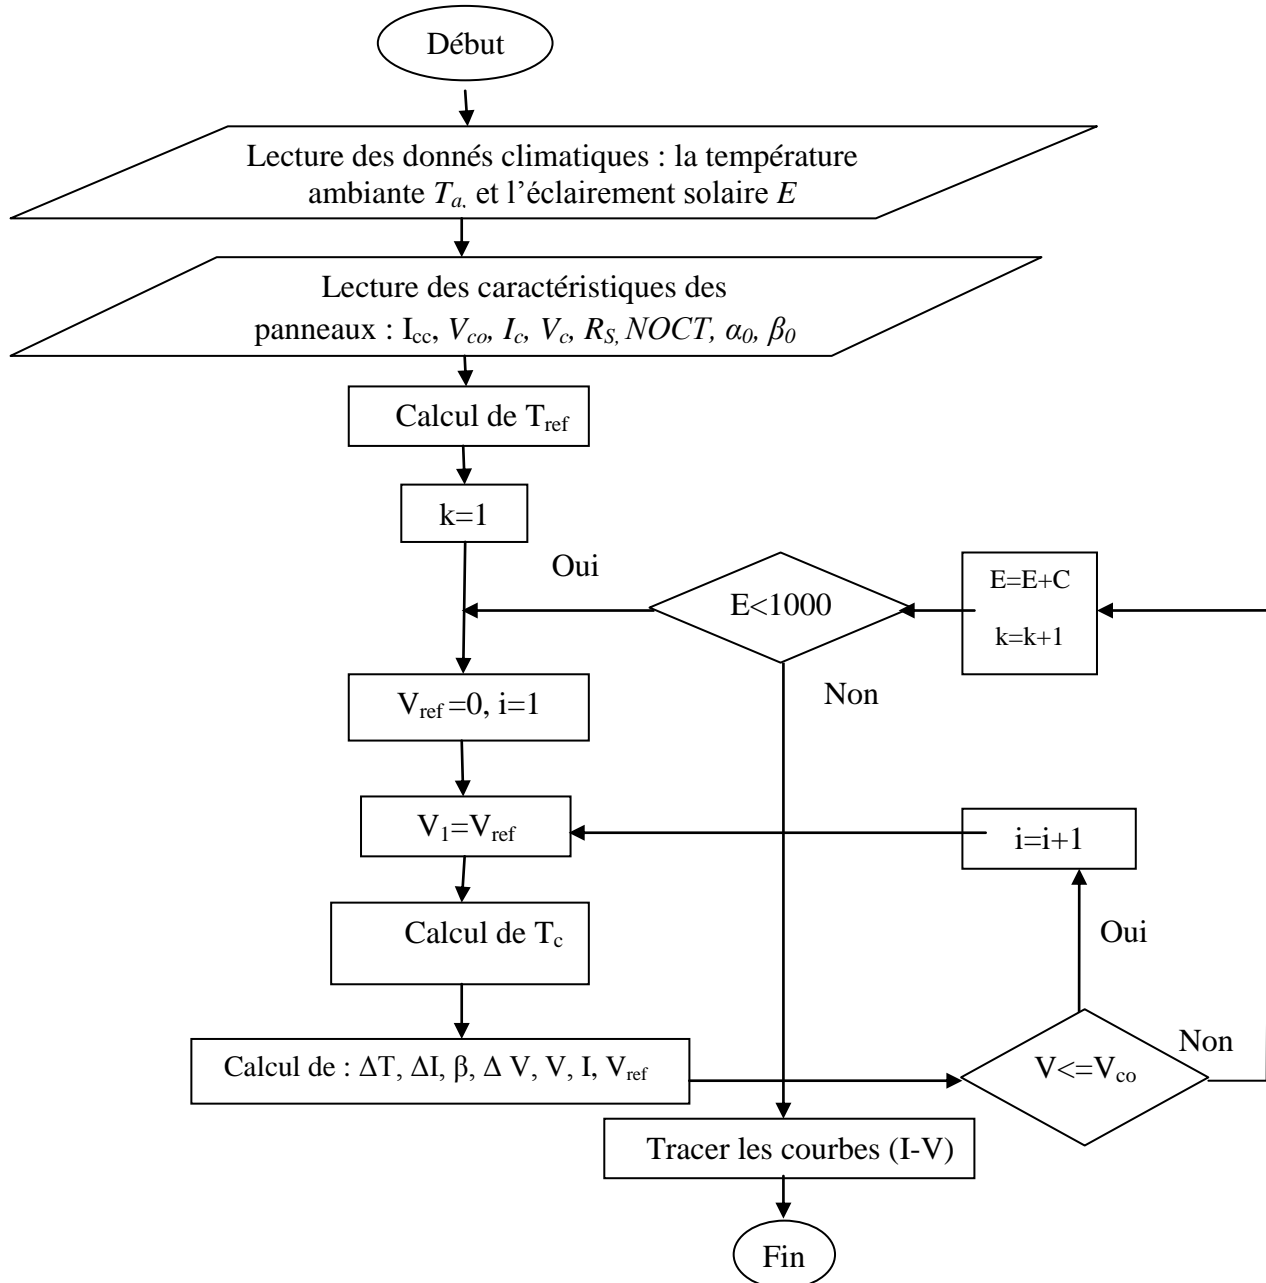 Début
Lecture des donnés climatiques : la température
ambiante Ta, et l'éclairement solaire E
Lecture des caractéristiques des
panneaux : Icc, Vco, Ic, Vc, RS, NOCT, α0, β0
Calcul de Tref
k=1
Oui
E<1000
E=E+C
k=k+1
Non
Vref =0, i=1
V1=Vref
i=i+1
Calcul de Tc
Oui
Calcul de : ΔT, ΔI, β, Δ V, V, I, Vref
V<=Vco
Non
Tracer les courbes (I-V)
Fin